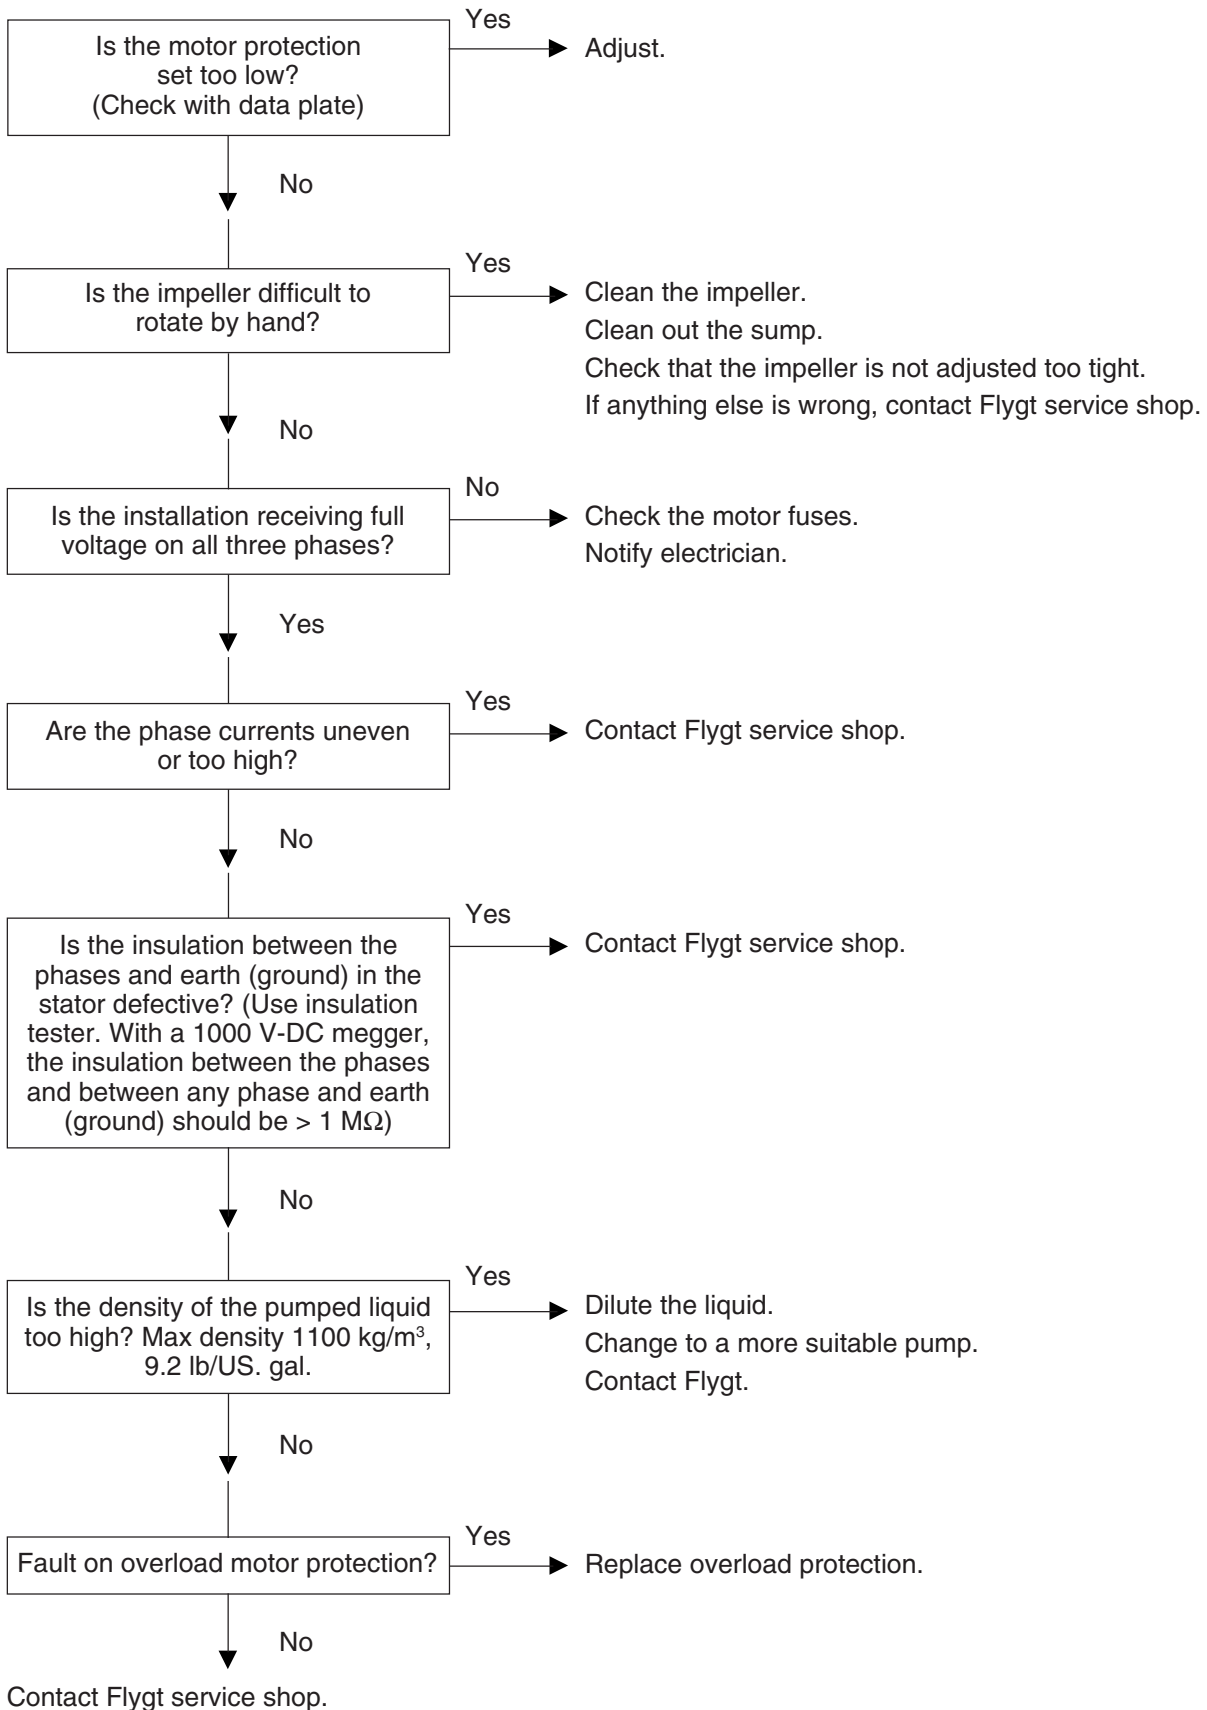 Is the motor protection
set too low?
(Check with data plate)
Yes
Adjust.
No
Is the impeller difficult to
rotate by hand?
Yes
Clean the impeller.
Clean out the sump.
Check that the impeller is not adjusted too tight.
If anything else is wrong, contact Flygt service shop.
No
Is the installation receiving full
voltage on all three phases?
No
Check the motor fuses.
Notify electrician.
Yes
Are the phase currents uneven
or too high?
Yes
Contact Flygt service shop.
No
Is the insulation between the
phases and earth (ground) in the
stator defective? (Use insulation
tester. With a 1000 V-DC megger,
the insulation between the phases
and between any phase and earth
(ground) should be > 1 MΩ)
Yes
Contact Flygt service shop.
No
Is the density of the pumped liquid
too high? Max density 1100 kg/m³,
9.2 lb/US. gal.
Yes
Dilute the liquid.
Change to a more suitable pump.
Contact Flygt.
No
Fault on overload motor protection?
Yes
Replace overload protection.
No
Contact Flygt service shop.